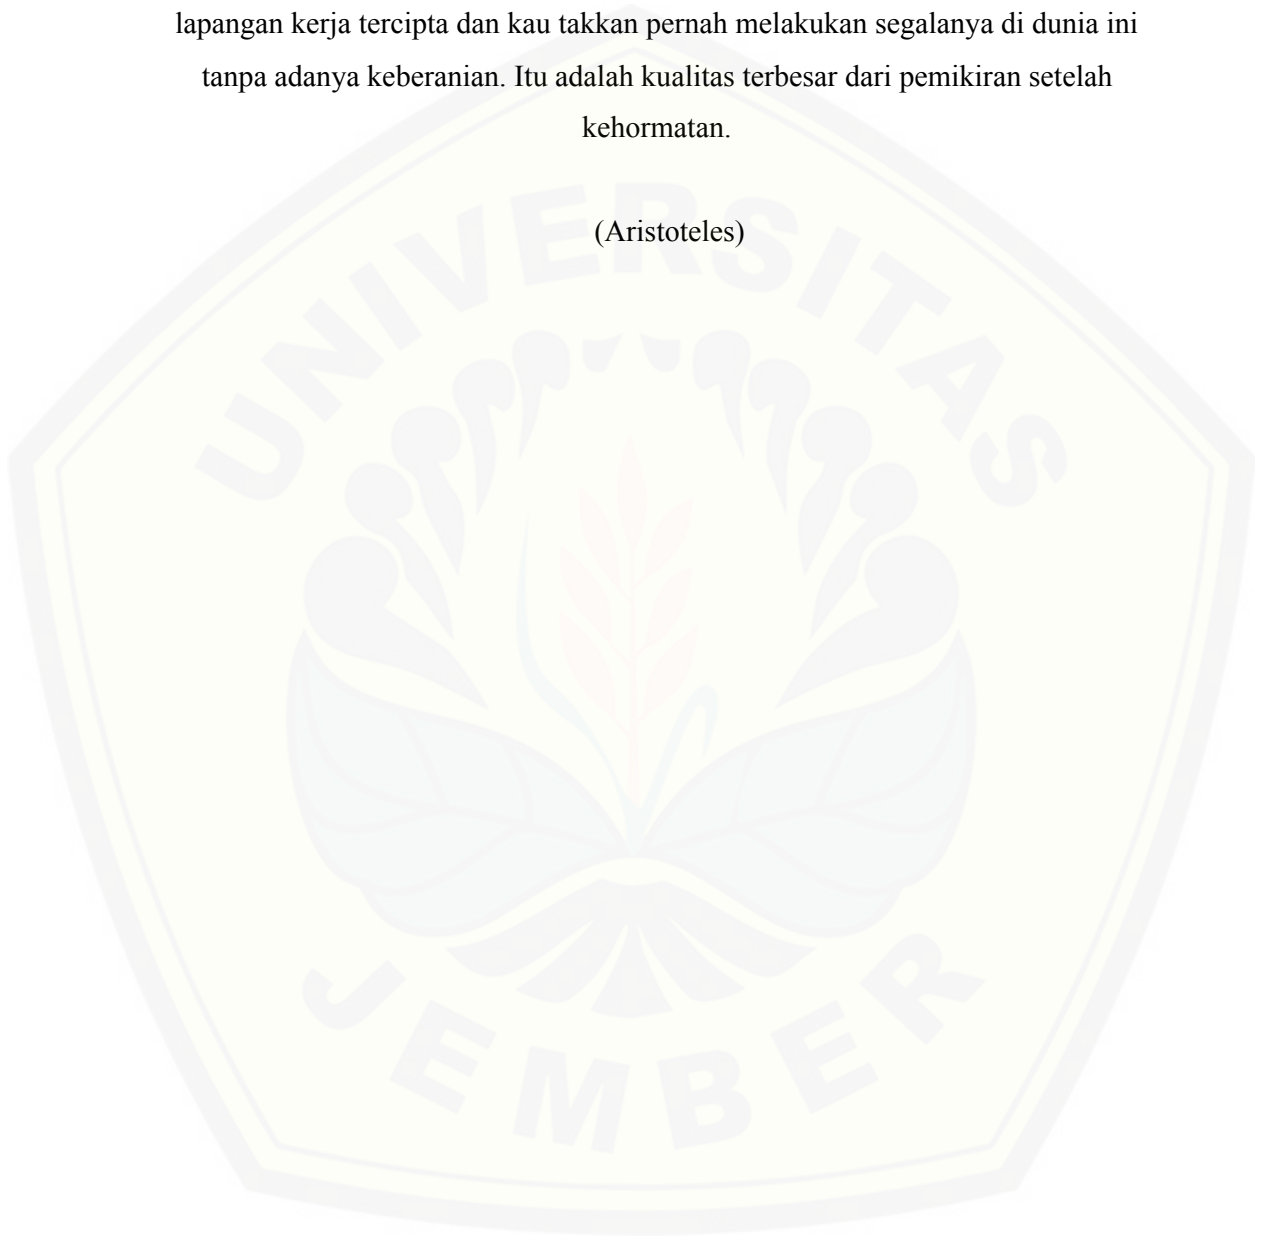 lapangan kerja tercipta dan kau takkan pernah melakukan segalanya di dunia ini
tanpa adanya keberanian. Itu adalah kualitas terbesar dari pemikiran setelah
kehormatan.
(Aristoteles)
UNIVERSITAS
JEMBER